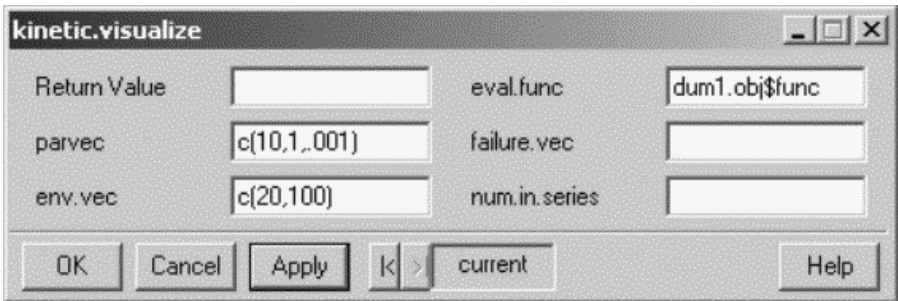 kinetic.visualize
Return Value
eval.func dum1.obj$func
parvec c(10,1,.001) failure.vec
env.vec c(20,100) num.in.series
OK Cancel Apply current Help